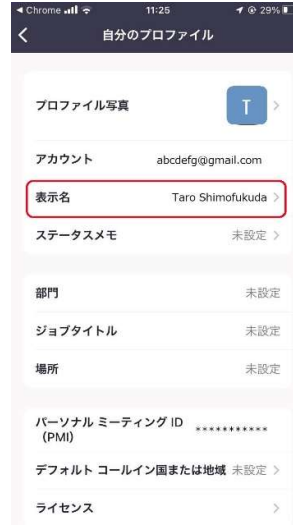 Chrome 11:25 29%
自分のプロファイル
プロファイル写真 T
アカウント abcdefg@gmail.com
表示名 Taro Shimofukuda
ステータスメモ 未設定
部門 未設定
ジョブタイトル 未設定
場所 未設定
パーソナル ミーティング ID
(PMI) ***********
デフォルト コールイン国または地域 未設定
ライセンス